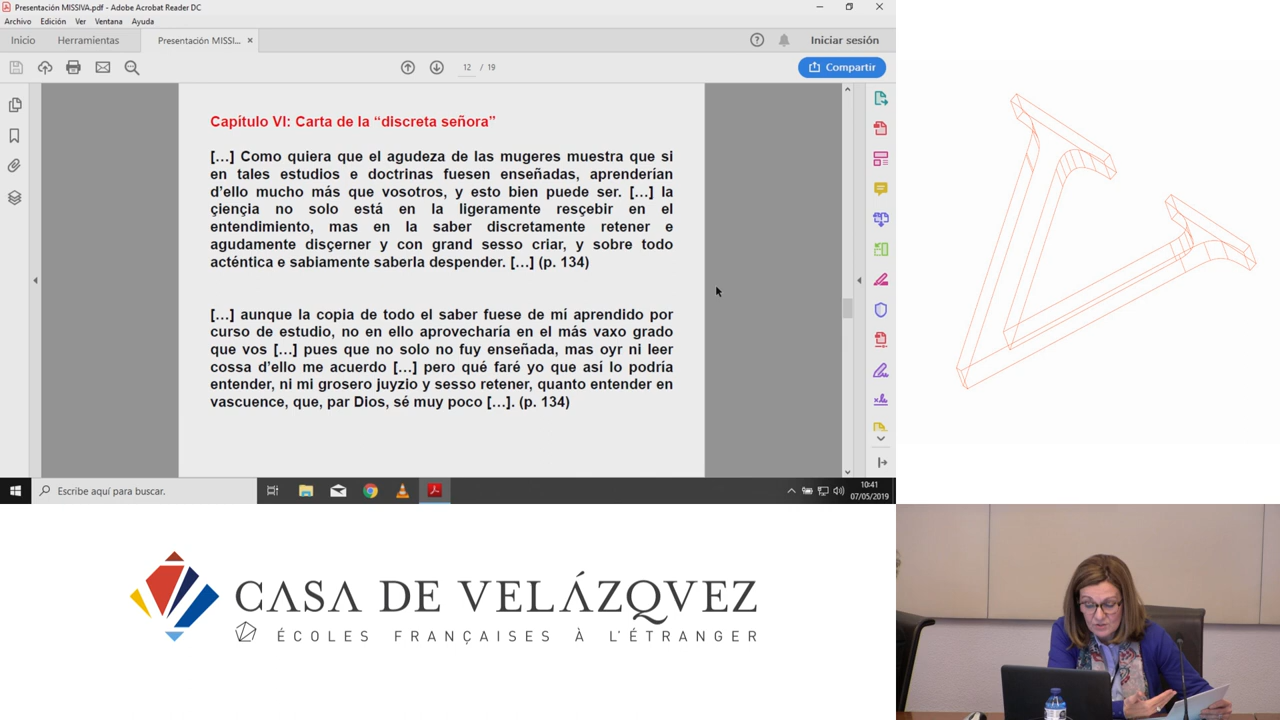 Presentación MISSIVA.pdf - Adobe Acrobat Reader DC
Archivo Edición Ver Ventana Ayuda
Inicio Herramientas Presentación MISSI... × Iniciar sesión
12 / 19 Compartir
Capítulo VI: Carta de la “discreta señora”
[…] Como quiera que el agudeza de las mugeres muestra que si
en tales estudios e doctrinas fuesen enseñadas, aprenderían
d’ello mucho más que vosotros, y esto bien puede ser. […] la
çiençia no solo está en la ligeramente resçebir en el
entendimiento, mas en la saber discretamente retener e
agudamente disçerner y con grand sesso criar, y sobre todo
acténtica e sabiamente saberla despender. […] (p. 134)
[…] aunque la copia de todo el saber fuese de mí aprendido por
curso de estudio, no en ello aprovecharía en el más vaxo grado
que vos […] pues que no solo no fuy enseñada, mas oyr ni leer
cossa d’ello me acuerdo […] pero qué faré yo que así lo podría
entender, ni mi grosero juyzio y sesso retener, quanto entender en
vascuence, que, par Dios, sé muy poco […]. (p. 134)
Escribe aquí para buscar.
10:41
07/05/2019
CASA DE VELÁZQVEZ
ÉCOLES FRANÇAISES À L'ÉTRANGER